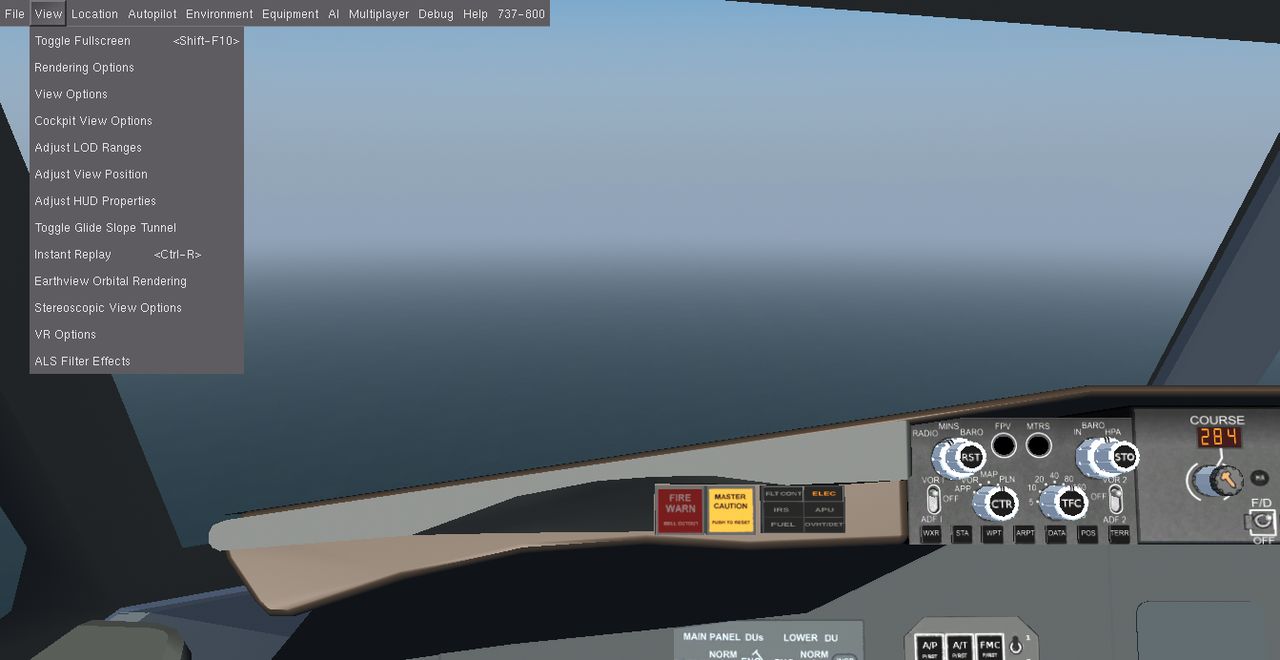 File View Location Autopilot Environment Equipment AI Multiplayer Debug Help 737-800
Toggle Fullscreen <Shift-F10>
Rendering Options
View Options
Cockpit View Options
Adjust LOD Ranges
Adjust View Position
Adjust HUD Properties
Toggle Glide Slope Tunnel
Instant Replay <Ctrl-R>
Earthview Orbital Rendering
Stereoscopic View Options
VR Options
ALS Filter Effects
FIRE
WARN
BELL CUTOUT
MASTER
CAUTION
PUSH TO RESET
FLT CONT ELEC
IRS APU
FUEL OVHT/DET
MINS
RADIO BARO
FPV MTRS
BARO
IN HPA
RST
STO
VOR 1
OFF
ADF 1
MAP
APP VOR PLN
CTR
5 10 20 40 80
TFC
VOR 2
OFF
ADF 2
WXR STA WPT ARPT DATA POS TERR
COURSE
284
F/D
OFF
MAIN PANEL DUs LOWER DU
NORM NORM
A/P A/T FMC
P/RST P/RST P/RST
1